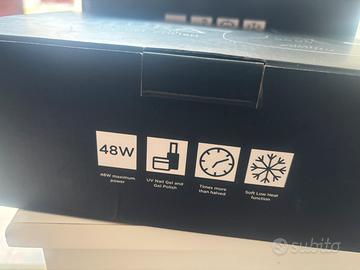 48W
48W maximum
power
UV Nail Gel and
Gel Polish
Times more
than halved
Soft Low Heat
function
subito